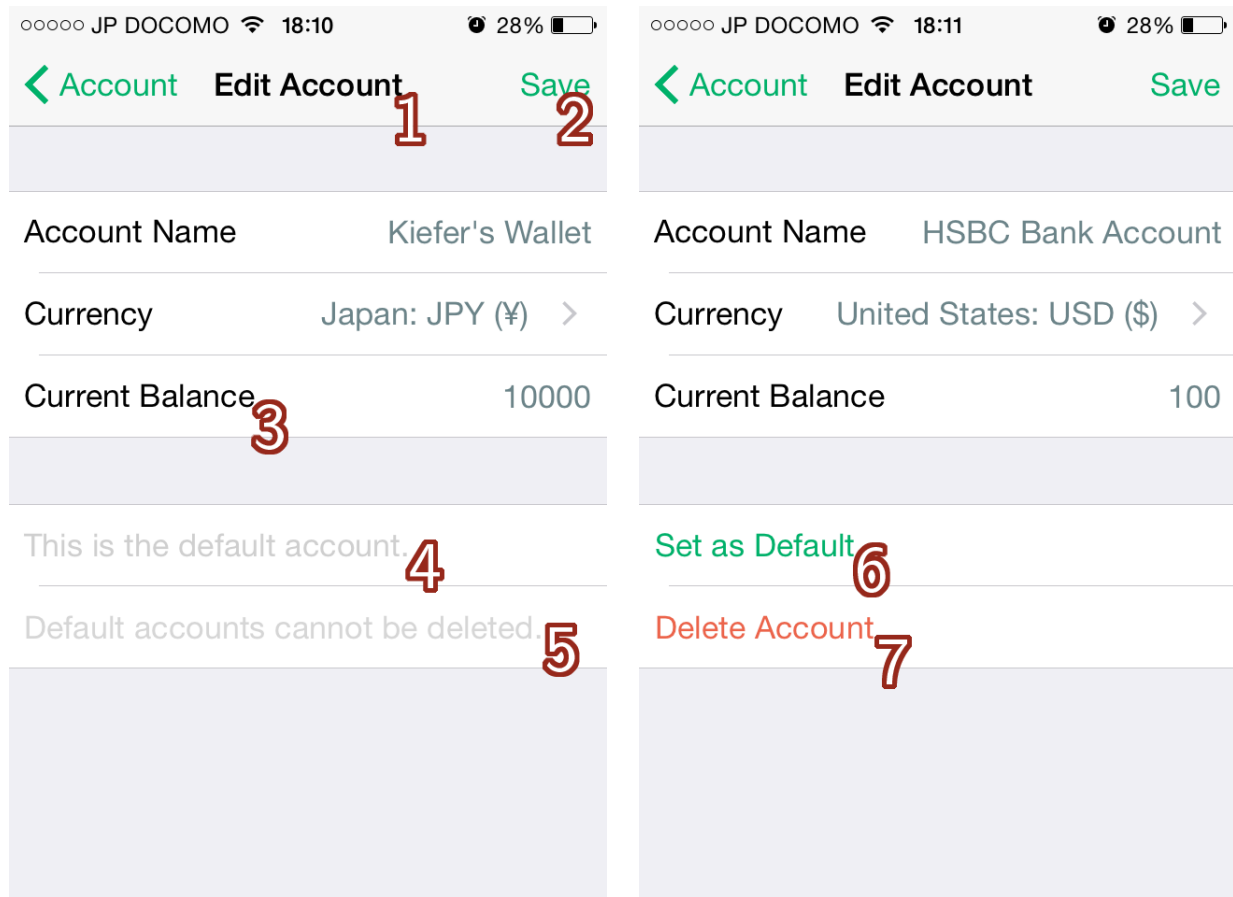 JP DOCOMO 18:10 28%
Account Edit Account Save
1 2
Account Name Kiefer's Wallet
Currency Japan: JPY (¥)
Current Balance 10000
3
This is the default account.
4
Default accounts cannot be deleted.
5
JP DOCOMO 18:11 28%
Account Edit Account Save
Account Name HSBC Bank Account
Currency United States: USD ($)
Current Balance 100
Set as Default
6
Delete Account
7